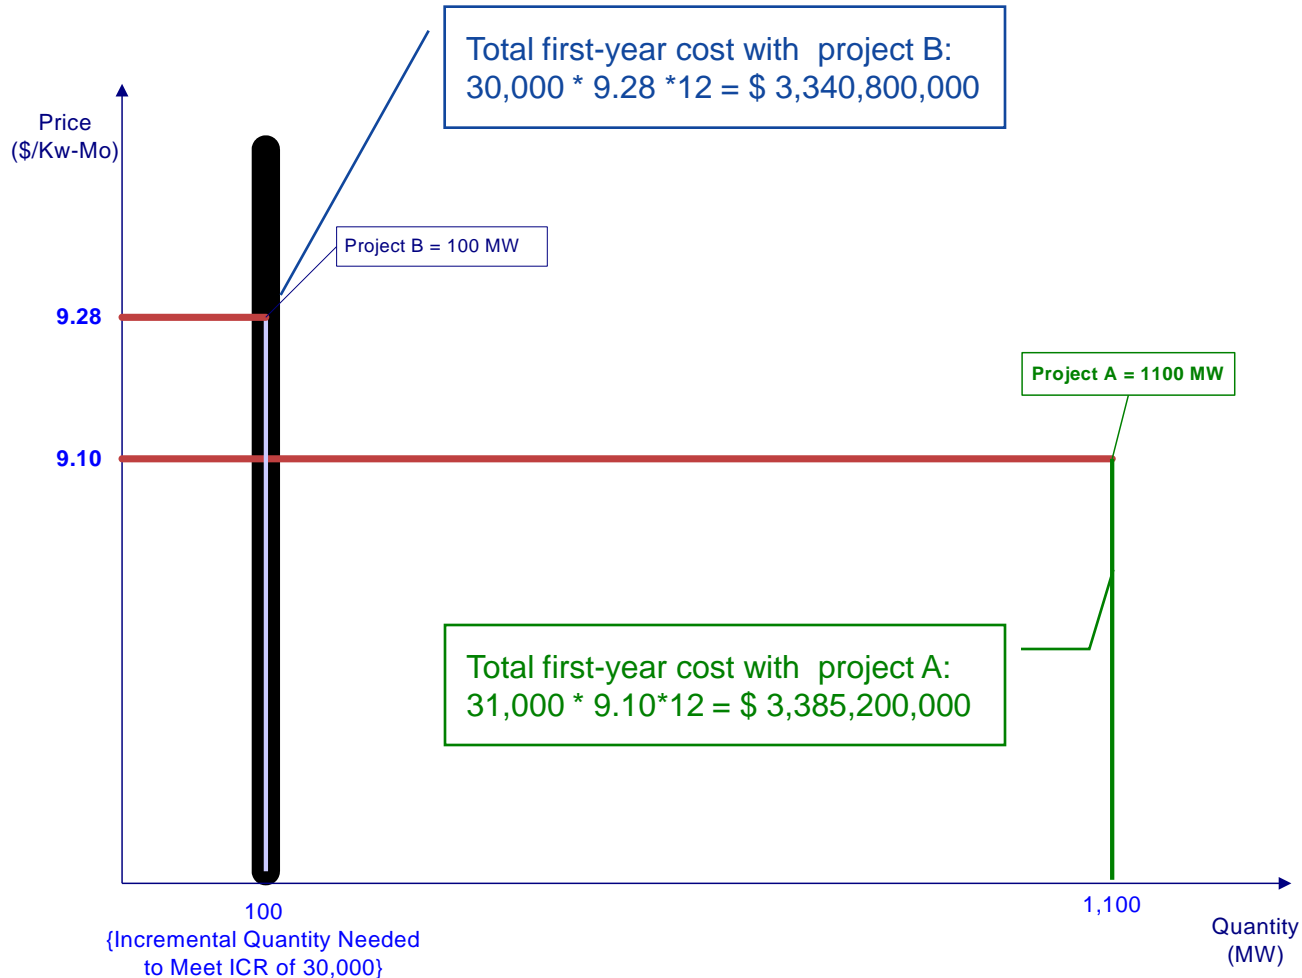 Total first-year cost with  project B:
30,000 * 9.28 *12 = $ 3,340,800,000
Price
($/Kw-Mo)
Project B = 100 MW
9.28
Project A = 1100 MW
9.10
Total first-year cost with  project A:
31,000 * 9.10*12 = $ 3,385,200,000
100
{Incremental Quantity Needed
to Meet ICR of 30,000}
1,100
Quantity
(MW)